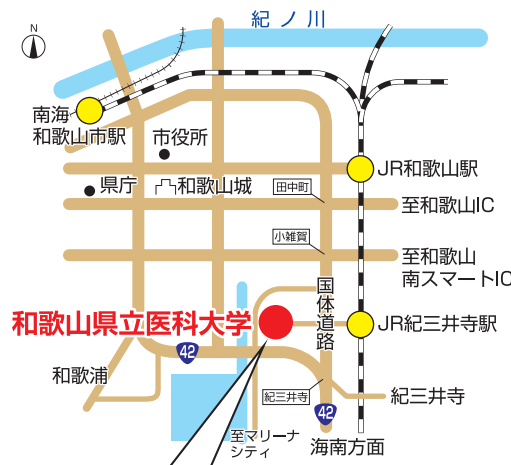 N
紀ノ川
南海
和歌山市駅
市役所
JR和歌山駅
県庁
和歌山城
田中町
至和歌山IC
小雑賀
至和歌山
南スマートIC
国体道路
和歌山県立医科大学
JR紀三井寺駅
42
和歌浦
紀三井寺
紀三井寺
42
至マリーナ
シティ
海南方面